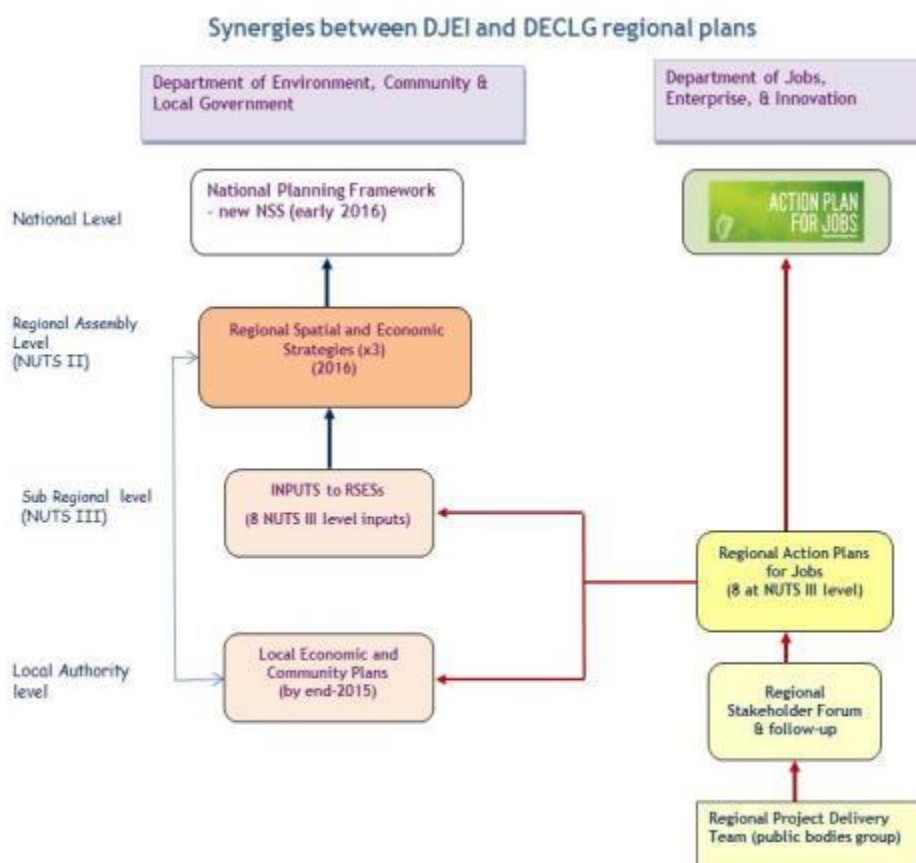 Synergies between DJEI and DECLG regional plans
Department of Environment, Community &
Local Government
Department of Jobs,
Enterprise, & Innovation
National Level
National Planning Framework
- new NSS (early 2016)
ACTION PLAN
FOR JOBS
Regional Assembly
Level
(NUTS II)
Regional Spatial and Economic
Strategies (x3)
(2016)
Sub Regional level
(NUTS III)
INPUTS to RSESs
(8 NUTS III level inputs)
Regional Action Plans
for Jobs
(8 at NUTS III level)
Local Authority
level
Local Economic and
Community Plans
(by end-2015)
Regional
Stakeholder Forum
& follow-up
Regional Project Delivery
Team (public bodies group)